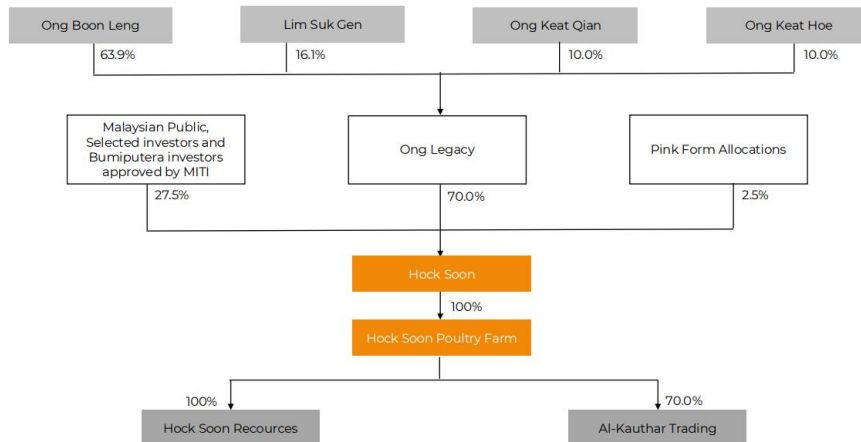 Ong Boon Leng
Lim Suk Gen
Ong Keat Qian
Ong Keat Hoe
63.9%
16.1%
10.0%
10.0%
Malaysian Public,
Selected investors and
Bumiputera investors
approved by MITI
Ong Legacy
Pink Form Allocations
27.5%
70.0%
2.5%
Hock Soon
100%
Hock Soon Poultry Farm
100%
70.0%
Hock Soon Recources
Al-Kauthar Trading